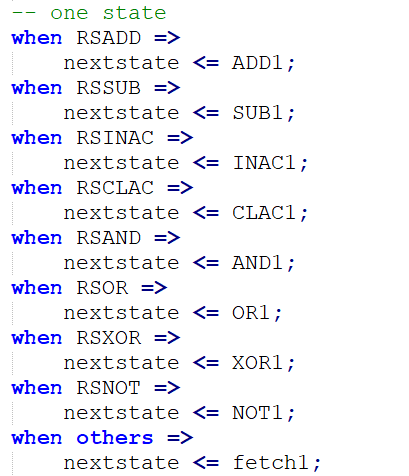 -- one state
when RSADD =>
    nextstate <= ADD1;
when RSSUB =>
    nextstate <= SUB1;
when RSINAC =>
    nextstate <= INAC1;
when RSCLAC =>
    nextstate <= CLAC1;
when RSAND =>
    nextstate <= AND1;
when RSOR =>
    nextstate <= OR1;
when RSXOR =>
    nextstate <= XOR1;
when RSNOT =>
    nextstate <= NOT1;
when others =>
    nextstate <= fetch1;